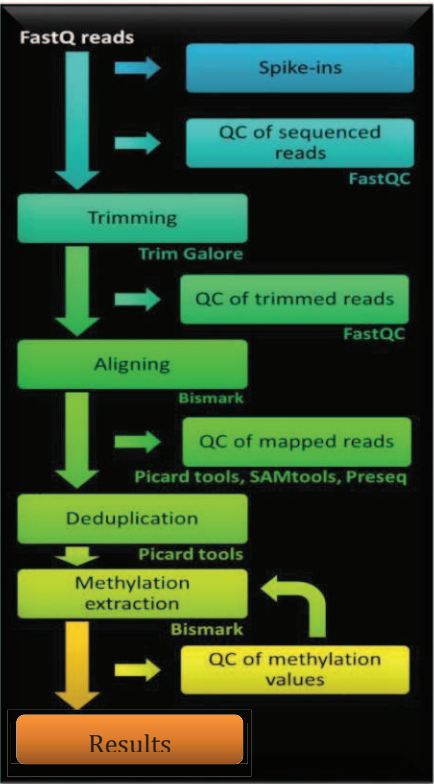 FastQ reads
Spike-ins
QC of sequenced
reads
FastQC
Trimming
Trim Galore
QC of trimmed reads
FastQC
Aligning
Bismark
QC of mapped reads
Picard tools, SAMtools, Preseq
Deduplication
Picard tools
Methylation
extraction
Bismark
QC of methylation
values
Results